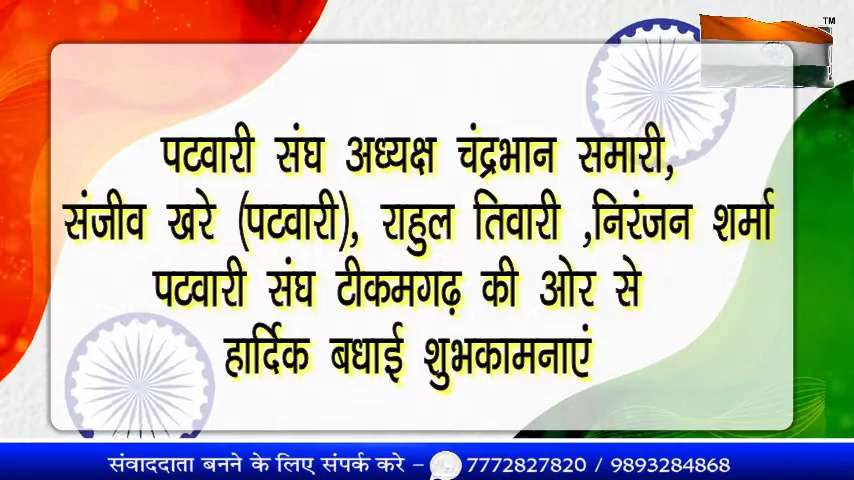 TM
पटवारी संघ अध्यक्ष चंद्रभान समारी,
संजीव खरे (पटवारी), राहुल तिवारी ,निरंजन शर्मा
पटवारी संघ टीकमगढ़ की ओर से
हार्दिक बधाई शुभकामनाएं
संवाददाता बनने के लिए संपर्क करे – 7772827820 / 9893284868